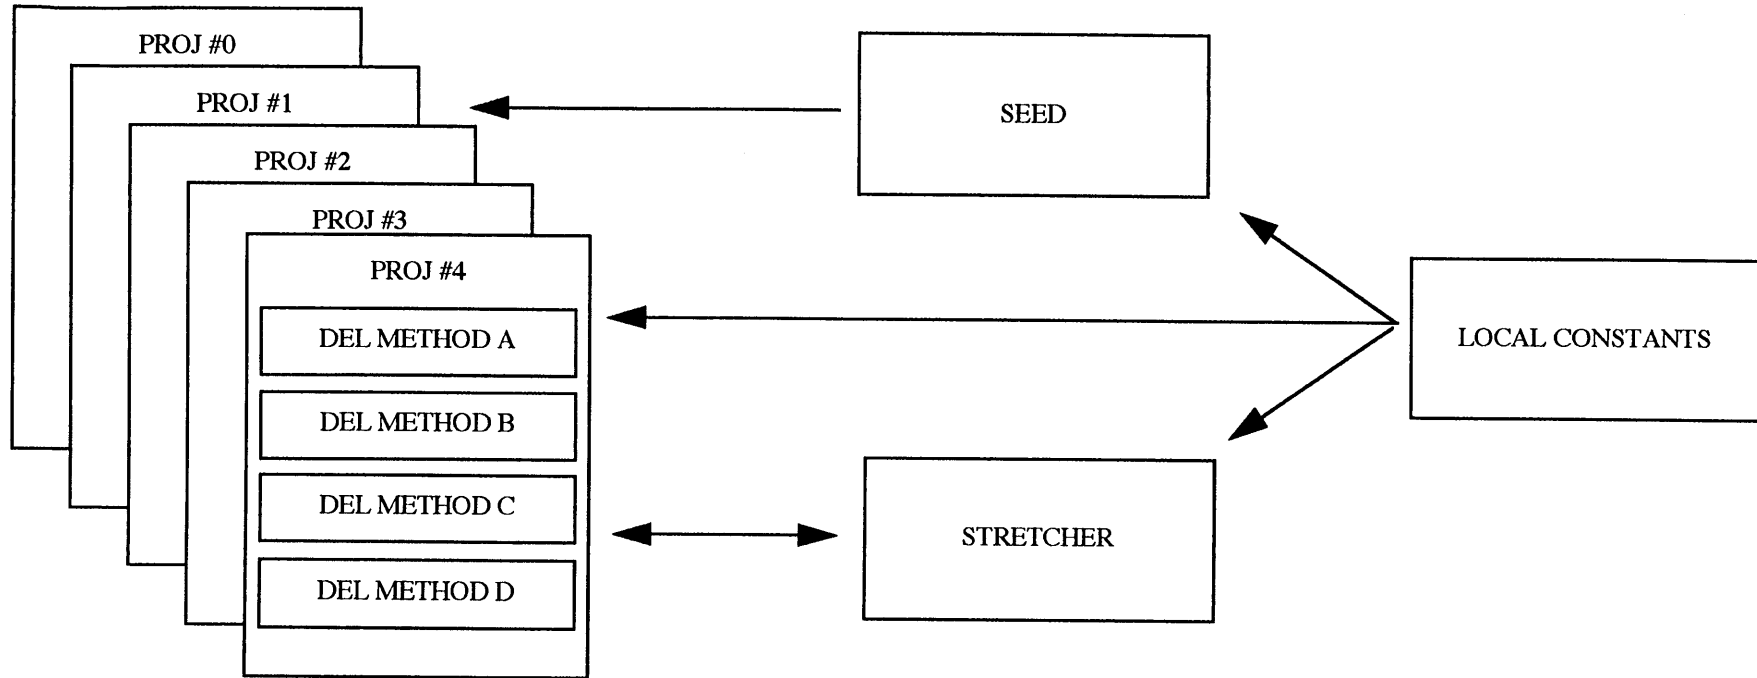 PROJ #0
PROJ #1
PROJ #2
PROJ #3
PROJ #4
DEL METHOD A
DEL METHOD B
DEL METHOD C
DEL METHOD D
SEED
LOCAL CONSTANTS
STRETCHER